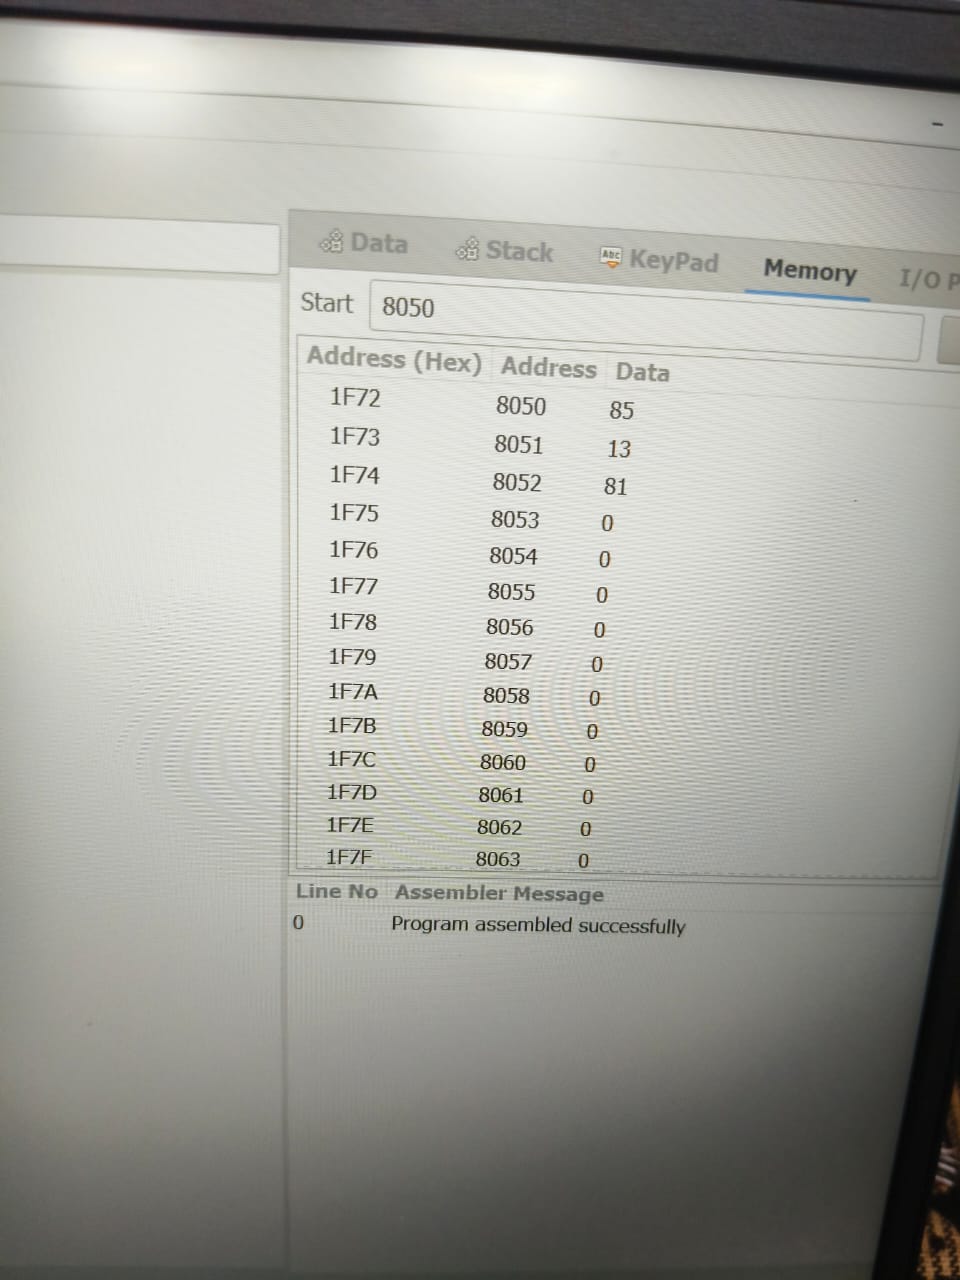 Data Stack Abc KeyPad Memory I/O P
Start 8050
Address (Hex) Address Data
1F72 8050 85
1F73 8051 13
1F74 8052 81
1F75 8053 0
1F76 8054 0
1F77 8055 0
1F78 8056 0
1F79 8057 0
1F7A 8058 0
1F7B 8059 0
1F7C 8060 0
1F7D 8061 0
1F7E 8062 0
1F7F 8063 0
Line No Assembler Message
0 Program assembled successfully